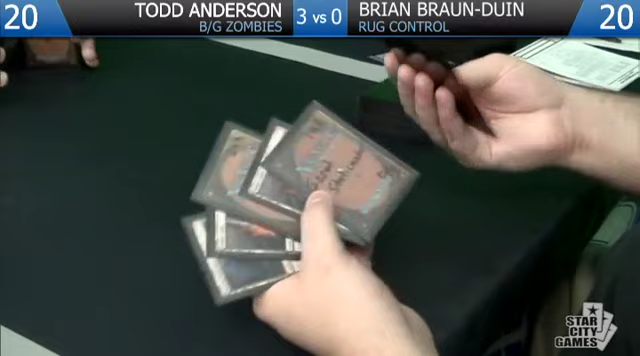 20
TODD ANDERSON
B/G ZOMBIES
3 vs 0
BRIAN BRAUN-DUIN
RUG CONTROL
20
STAR
CITY
GAMES